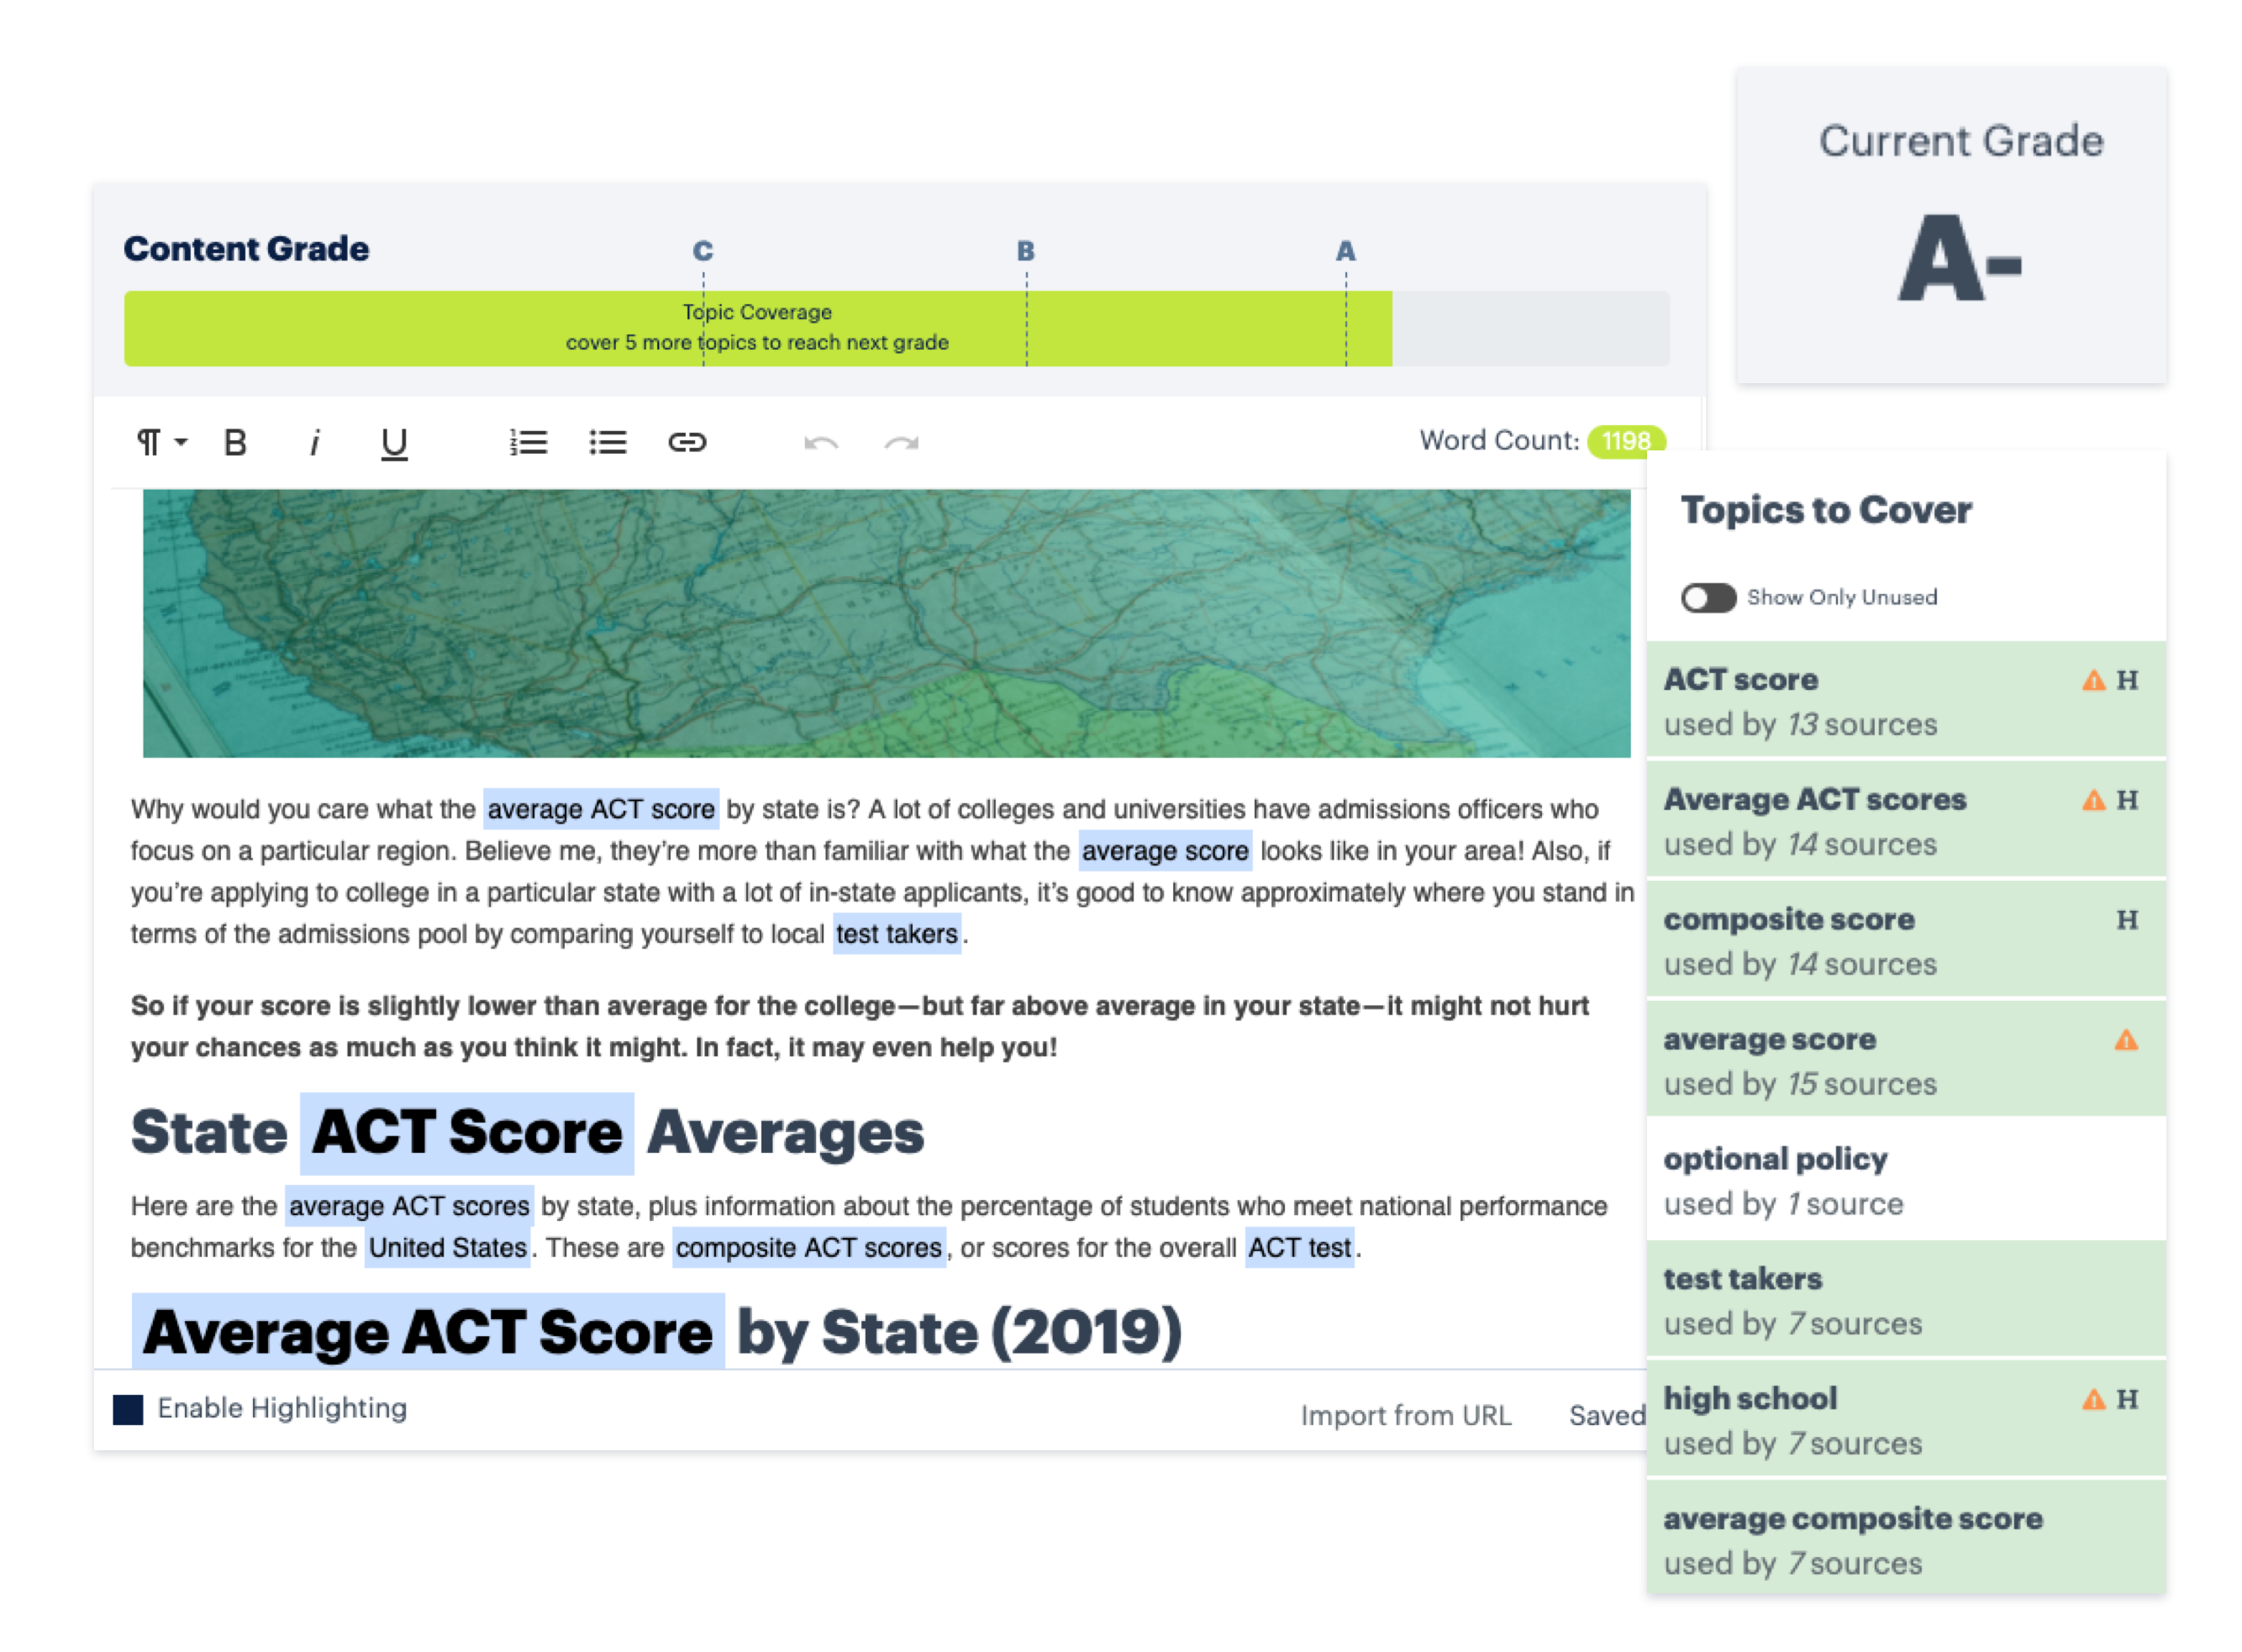 Current Grade
A-
Content Grade
C
B
A
Topic Coverage
cover 5 more topics to reach next grade
B
i
U
Word Count: 1198
Why would you care what the average ACT score by state is? A lot of colleges and universities have admissions officers who
focus on a particular region. Believe me, they’re more than familiar with what the average score looks like in your area! Also, if
you’re applying to college in a particular state with a lot of in-state applicants, it’s good to know approximately where you stand in
terms of the admissions pool by comparing yourself to local test takers.
So if your score is slightly lower than average for the college—but far above average in your state—it might not hurt
your chances as much as you think it might. In fact, it may even help you!
State ACT Score Averages
Here are the average ACT scores by state, plus information about the percentage of students who meet national performance
benchmarks for the United States. These are composite ACT scores, or scores for the overall ACT test.
Average ACT Score by State (2019)
Enable Highlighting
Import from URL
Saved
Topics to Cover
Show Only Unused
ACT score
H
used by 13 sources
Average ACT scores
H
used by 14 sources
composite score
H
used by 14 sources
average score
used by 15 sources
optional policy
used by 1 source
test takers
used by 7 sources
high school
H
used by 7 sources
average composite score
used by 7 sources